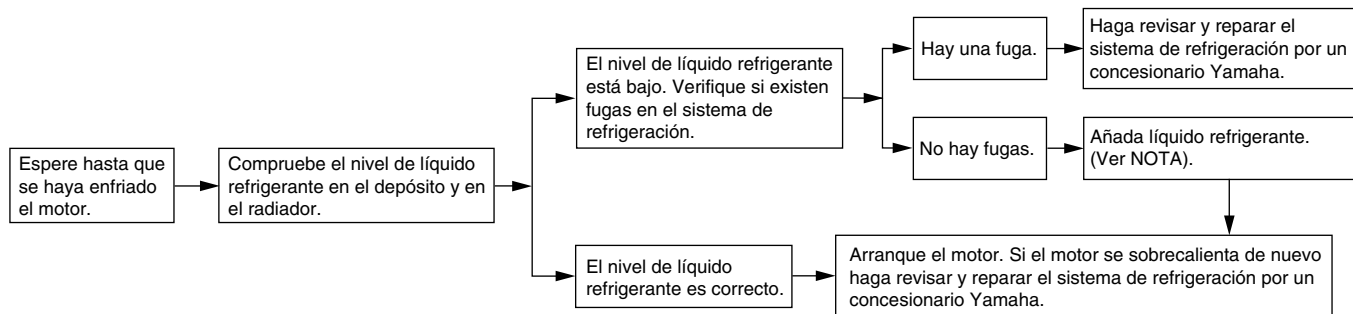 Espere hasta que
se haya enfriado
el motor.
Compruebe el nivel de líquido
refrigerante en el depósito y en
el radiador.
El nivel de líquido refrigerante
está bajo. Verifique si existen
fugas en el sistema de
refrigeración.
Hay una fuga.
Haga revisar y reparar el
sistema de refrigeración por un
concesionario Yamaha.
No hay fugas.
Añada líquido refrigerante.
(Ver NOTA).
El nivel de líquido
refrigerante es correcto.
Arranque el motor. Si el motor se sobrecalienta de nuevo
haga revisar y reparar el sistema de refrigeración por un
concesionario Yamaha.